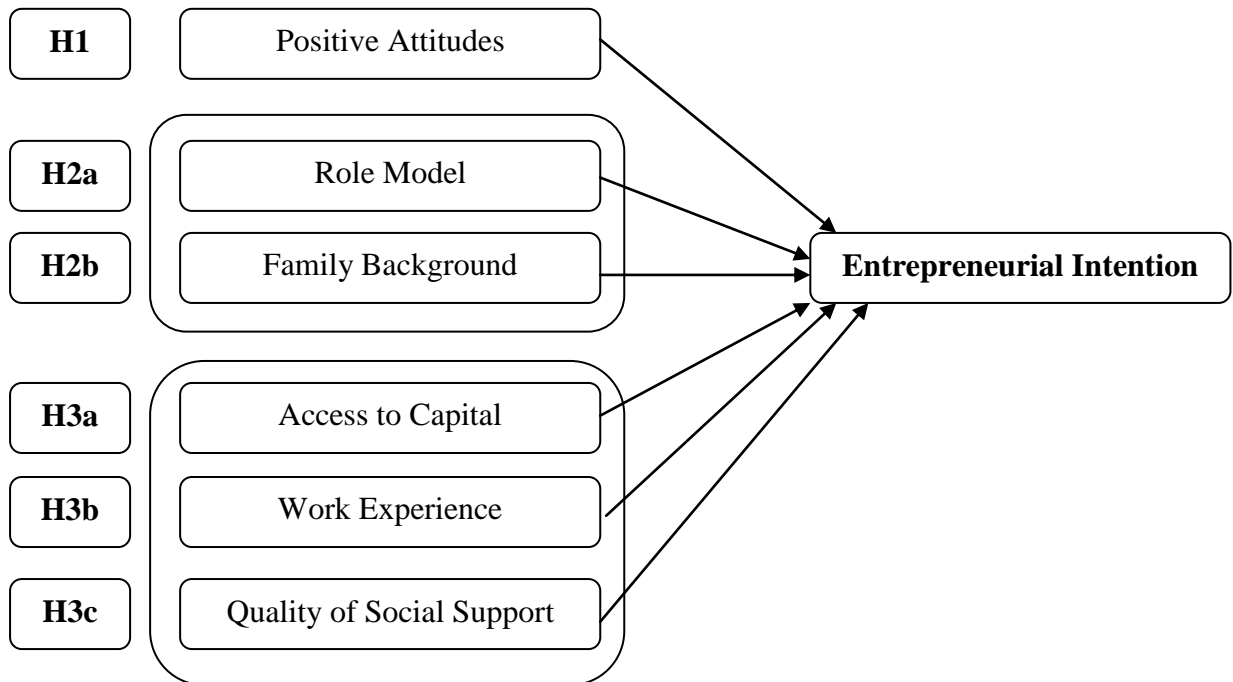 H1 Positive Attitudes
H2a Role Model
H2b Family Background
Entrepreneurial Intention
H3a Access to Capital
H3b Work Experience
H3c Quality of Social Support